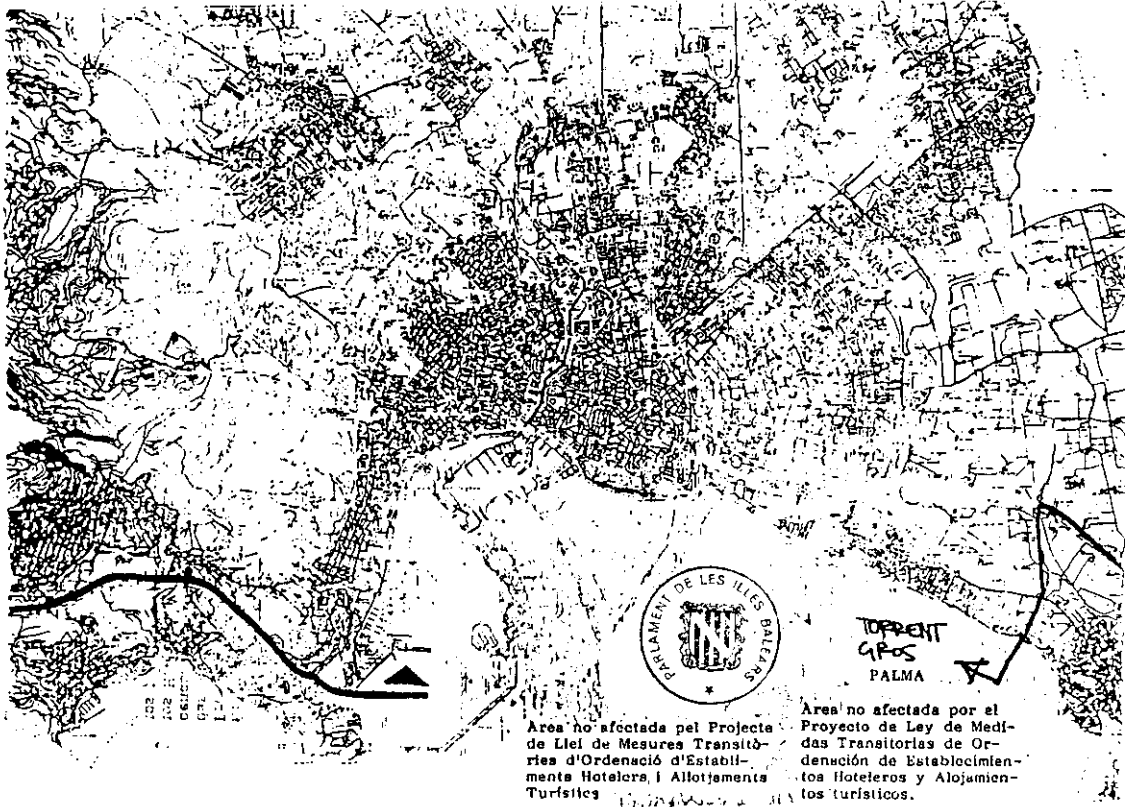 PARLAMENT DE LES ILLES BALEARS
TORRENT
GROS
PALMA
Area no afectada pel Projecte
de Llei de Mesures Transitò-
ries d'Ordenació d'Establi-
ments Hotelers i Allotjaments
Turístics
Area no afectada por el
Proyecto de Ley de Medi-
das Transitorias de Or-
denación de Establecimien-
tos Hoteleros y Alojamien-
tos turísticos.